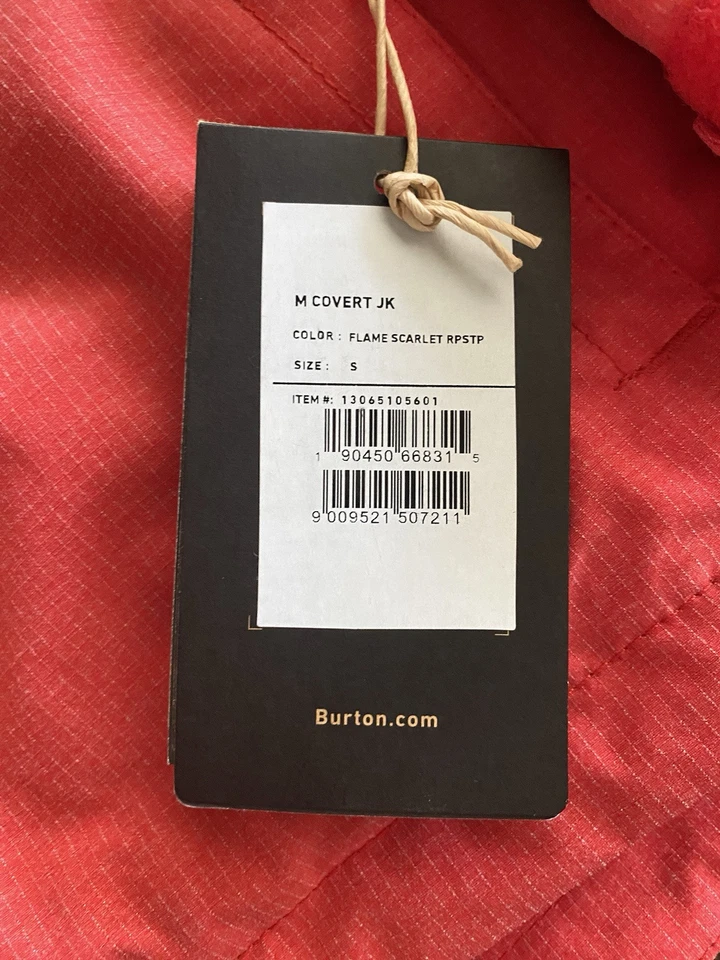 M COVERT JK
COLOR : FLAME SCARLET RPSTP
SIZE : S
ITEM #: 13065105601
1 90450 66831 5
9 009521 507211
Burton.com